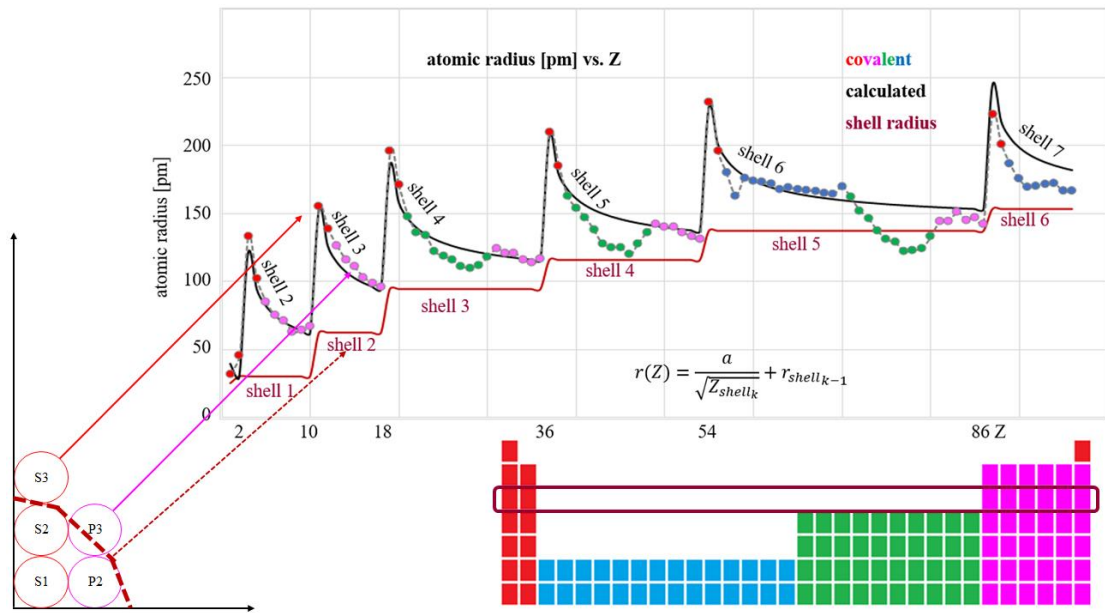 atomic radius [pm] vs. Z
covalent
calculated
shell radius
atomic radius [pm]
250
200
150
100
50
0
shell 2
shell 3
shell 4
shell 5
shell 6
shell 7
shell 1
shell 2
shell 3
shell 4
shell 5
shell 6
r(Z) = a / √Z_shell_k + r_shell_k−1
2 10 18 36 54 86 Z
S3
S2 P3
S1 P2